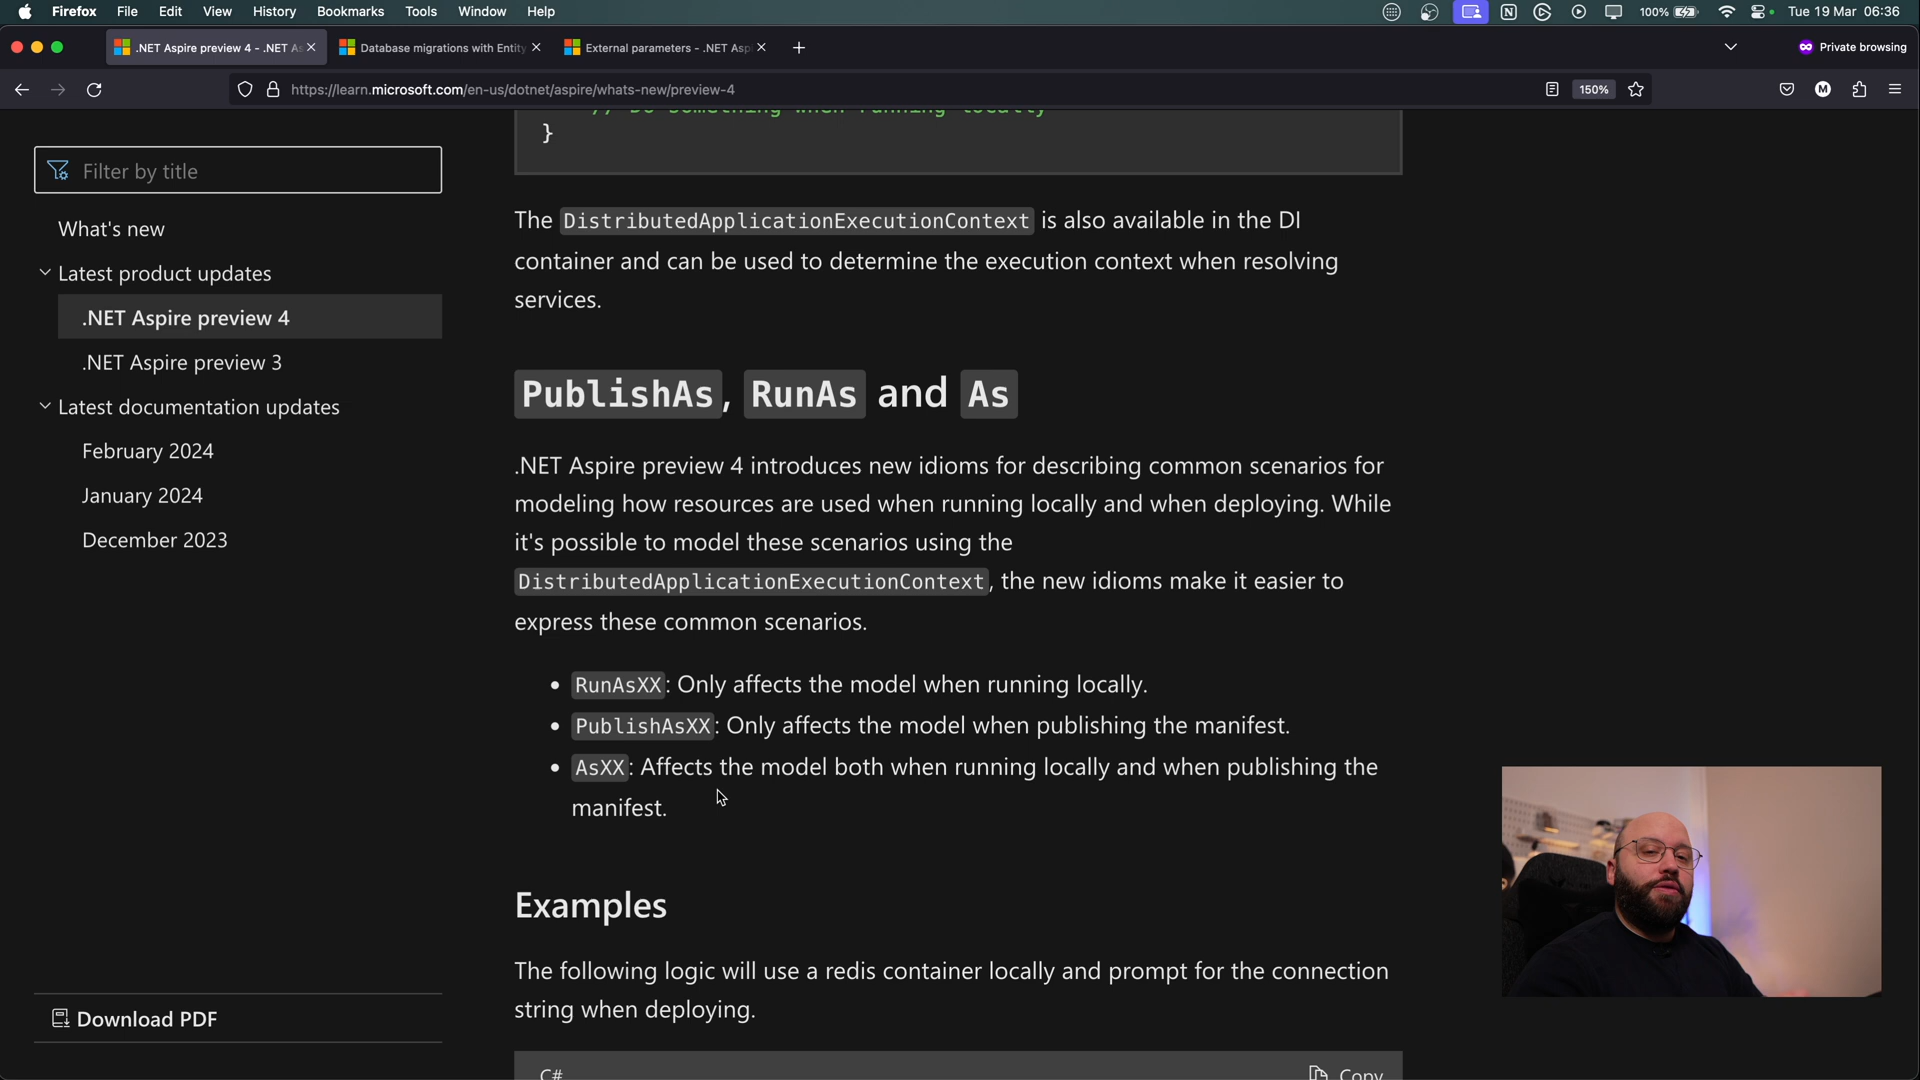 Firefox File Edit View History Bookmarks Tools Window Help 100% Tue 19 Mar 06:36
.NET Aspire preview 4 - .NET As Database migrations with Entity External parameters - .NET Asp Private browsing
https://learn.microsoft.com/en-us/dotnet/aspire/whats-new/preview-4 150%
// Do something when running locally
}
Filter by title
What's new
Latest product updates
.NET Aspire preview 4
.NET Aspire preview 3
Latest documentation updates
February 2024
January 2024
December 2023
Download PDF
The DistributedApplicationExecutionContext is also available in the DI
container and can be used to determine the execution context when resolving
services.
PublishAs, RunAs and As
.NET Aspire preview 4 introduces new idioms for describing common scenarios for
modeling how resources are used when running locally and when deploying. While
it's possible to model these scenarios using the
DistributedApplicationExecutionContext, the new idioms make it easier to
express these common scenarios.
• RunAsXX: Only affects the model when running locally.
• PublishAsXX: Only affects the model when publishing the manifest.
• AsXX: Affects the model both when running locally and when publishing the
manifest.
Examples
The following logic will use a redis container locally and prompt for the connection
string when deploying.
C# Copy